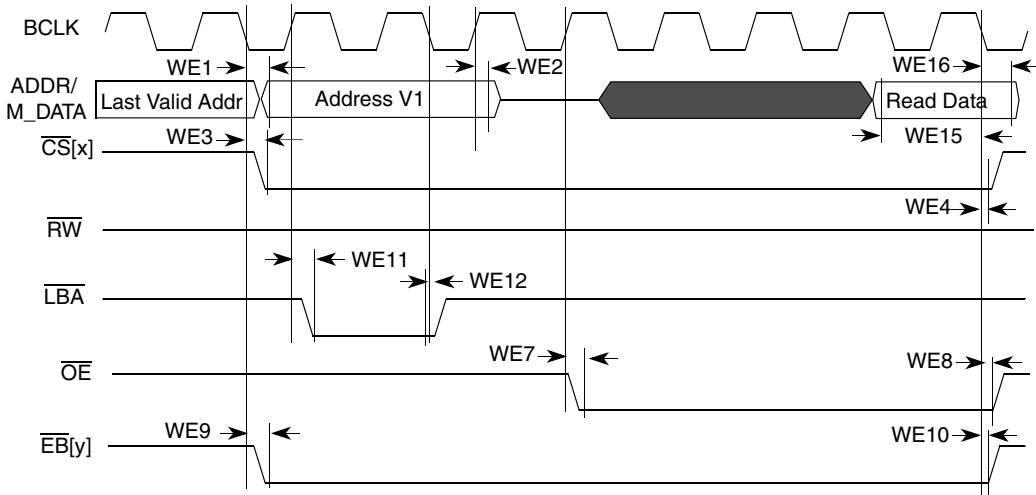 BCLK
WE1
WE2
WE16
ADDR/
M_DATA
Last Valid Addr
Address V1
Read Data
WE3
WE15
CS[x]
WE4
RW
WE11
WE12
LBA
WE7
WE8
OE
WE9
WE10
EB[y]